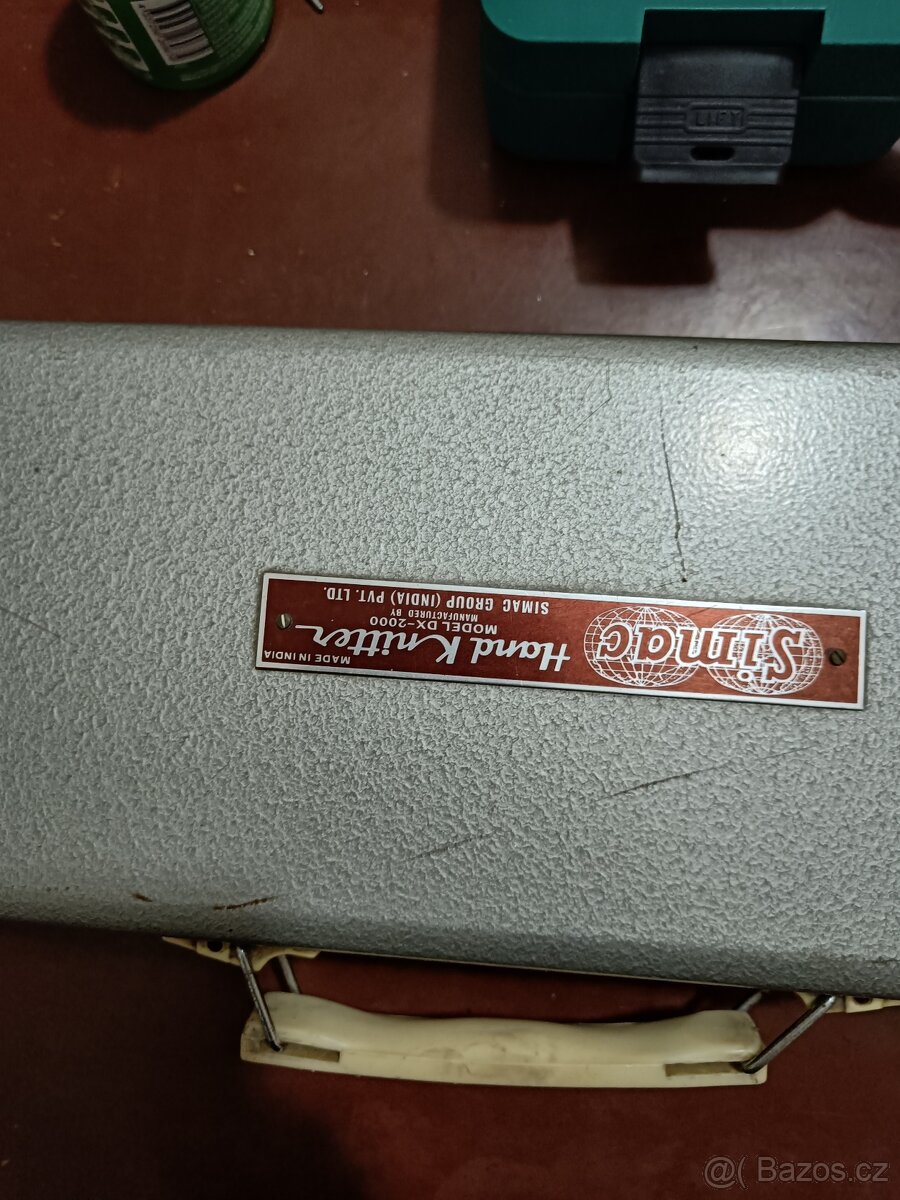 LIFT
Simac
Hand Knitter
MADE IN INDIA
MODEL DX-2000
MANUFACTURED BY
SIMAC GROUP (INDIA) PVT. LTD.
@( Bazos.cz